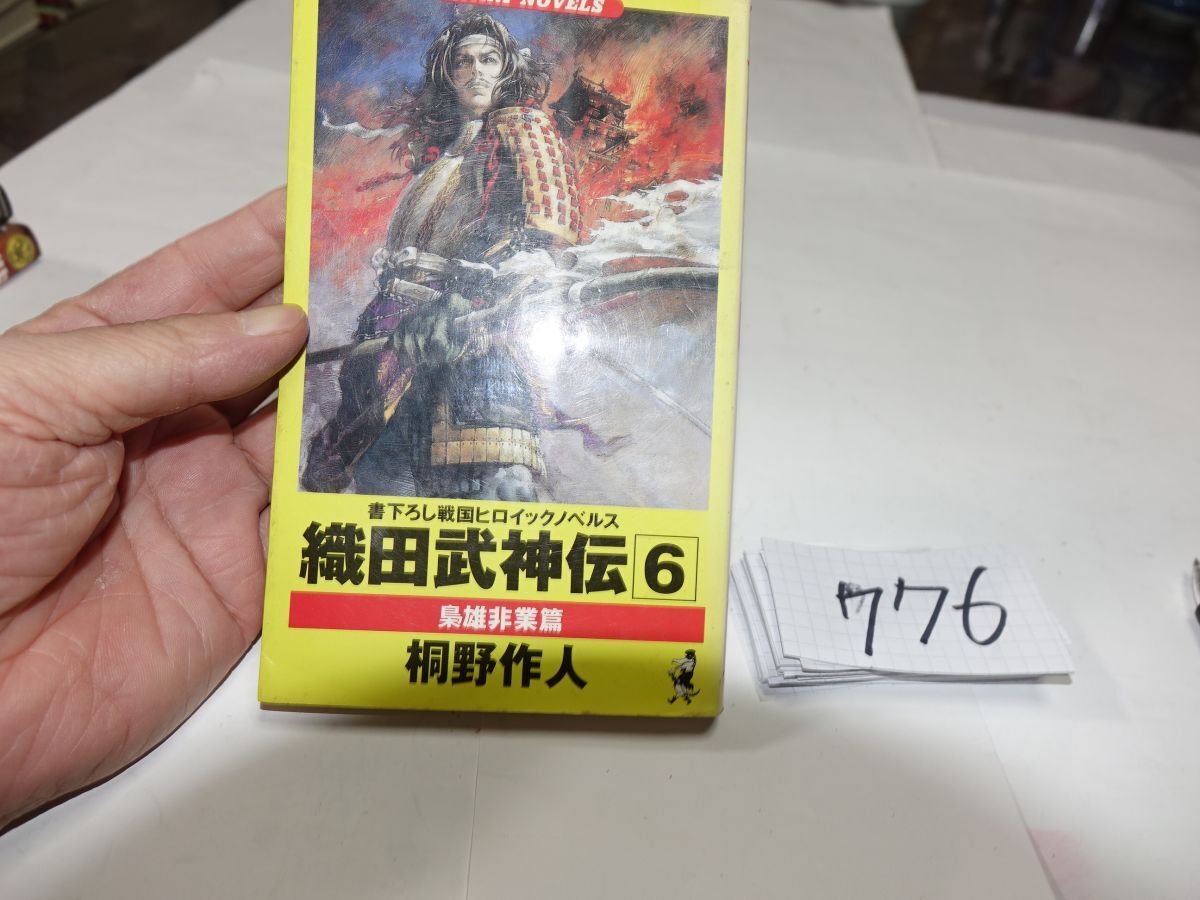 NOVELS
書下ろし戦国ヒロイックノベルス
織田武神伝 6
梟雄非業篇
桐野作人
776